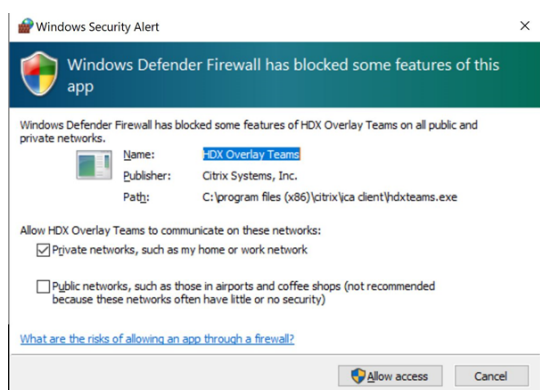 Windows Security Alert
Windows Defender Firewall has blocked some features of this
app
Windows Defender Firewall has blocked some features of HDX Overlay Teams on all public and
private networks.
Name: HDX Overlay Teams
Publisher: Citrix Systems, Inc.
Path: C:\program files (x86)\citrix\ica client\hdxteams.exe
Allow HDX Overlay Teams to communicate on these networks:
Private networks, such as my home or work network
Public networks, such as those in airports and coffee shops (not recommended
because these networks often have little or no security)
What are the risks of allowing an app through a firewall?
Allow access Cancel